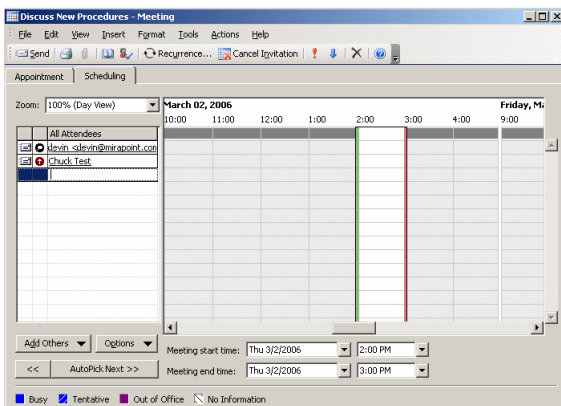 Discuss New Procedures - Meeting
File Edit View Insert Format Tools Actions Help
Send Recurrence... Cancel Invitation
Appointment Scheduling
Zoom: 100% (Day View) March 02, 2006 Friday, Ma
10:00 11:00 12:00 1:00 2:00 3:00 4:00 9:00
All Attendees
devin <devin@mirapoint.con
Chuck Test
Add Others Options Meeting start time: Thu 3/2/2006 2:00 PM
<< AutoPick Next >> Meeting end time: Thu 3/2/2006 3:00 PM
Busy Tentative Out of Office No Information